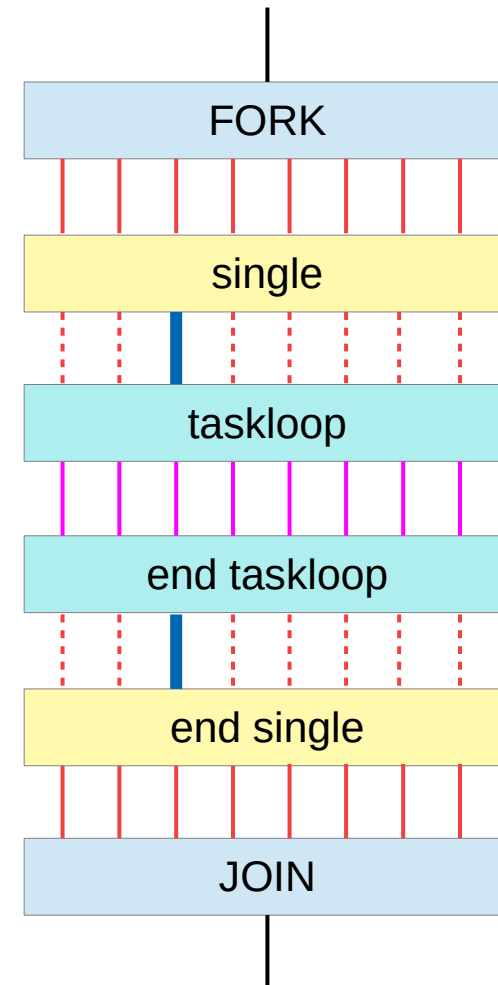 FORK
single
taskloop
end taskloop
end single
JOIN